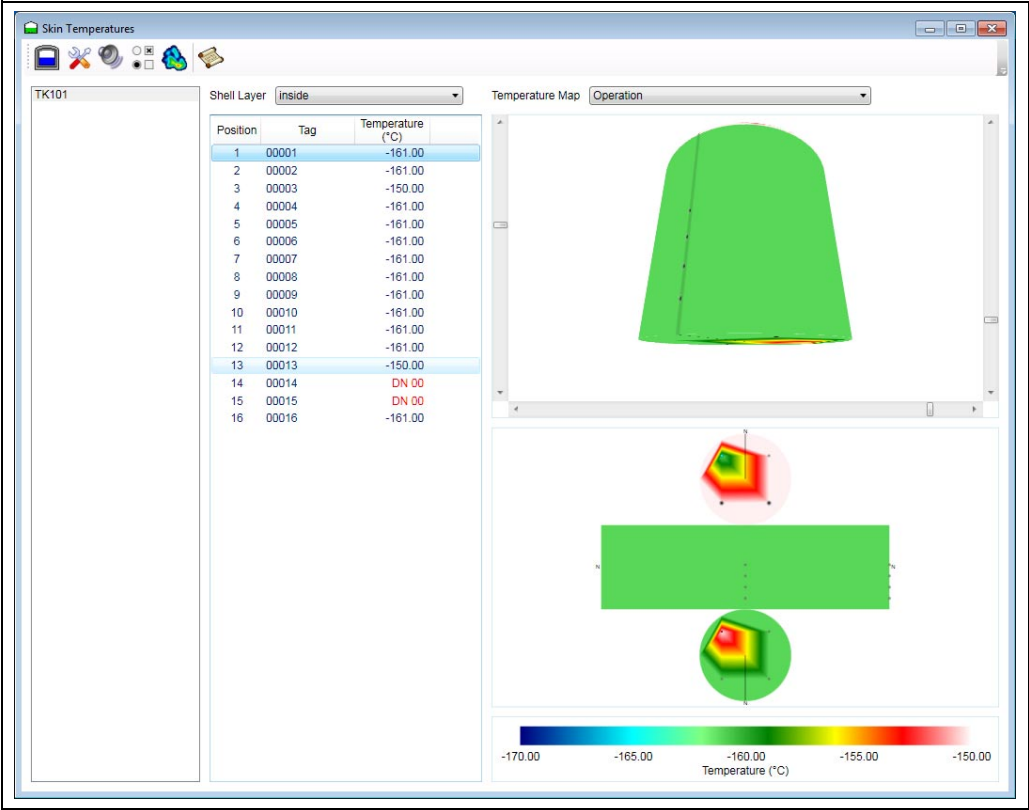 Skin Temperatures
TK101
Shell Layer inside
Temperature Map Operation
Position Tag Temperature (°C)
1 00001 -161.00
2 00002 -161.00
3 00003 -150.00
4 00004 -161.00
5 00005 -161.00
6 00006 -161.00
7 00007 -161.00
8 00008 -161.00
9 00009 -161.00
10 00010 -161.00
11 00011 -161.00
12 00012 -161.00
13 00013 -150.00
14 00014 DN 00
15 00015 DN 00
16 00016 -161.00
N
N N
N
-170.00 -165.00 -160.00 -155.00 -150.00
Temperature (°C)